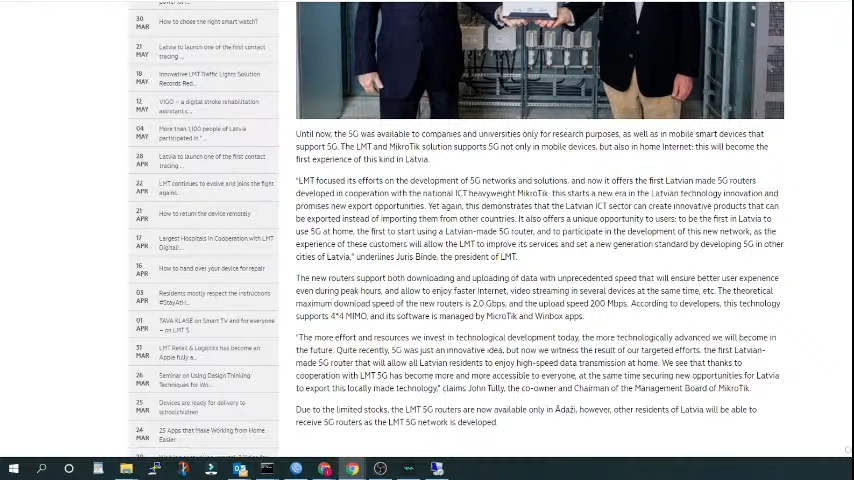 30
MAR
How to chose the right smart watch?
21
MAY
Latvia to launch one of the first contact
tracing ...
18
MAY
Innovative LMT Traffic Lights Solution
Records Red...
12
MAY
VIGO – a digital stroke rehabilitation
assistant c...
04
MAY
More than 1,100 people of Latvia
participated in "...
28
APR
Latvia to launch one of the first contact
tracing ...
22
APR
LMT continues to evolve and joins the fight
agains...
21
APR
How to return the device remotely
17
APR
Largest Hospitals in Cooperation with LMT
Digitali...
16
APR
How to hand over your device for repair
03
APR
Residents mostly respect the instructions
#StayAtH...
01
APR
TAVA KLASE on Smart TV and for everyone
– on LMT S...
31
MAR
LMT Retail & Logistics has become an
Apple fully a...
26
MAR
Seminar on Using Design Thinking
Techniques for Wo...
25
MAR
Devices are ready for delivery to
schoolchildren
24
MAR
25 Apps that Make Working from Home
Easier
Until now, the 5G was available to companies and universities only for research purposes, as well as in mobile smart devices that
support 5G. The LMT and MikroTik solution supports 5G not only in mobile devices, but also in home Internet: this will become the
first experience of this kind in Latvia.
"LMT focused its efforts on the development of 5G networks and solutions, and now it offers the first Latvian made 5G routers
developed in cooperation with the national ICT heavyweight MikroTik- this starts a new era in the Latvian technology innovation and
promises new export opportunities. Yet again, this demonstrates that the Latvian ICT sector can create innovative products that can
be exported instead of importing them from other countries. It also offers a unique opportunity to users: to be the first in Latvia to
use 5G at home, the first to start using a Latvian-made 5G router, and to participate in the development of this new network, as the
experience of these customers will allow the LMT to improve its services and set a new generation standard by developing 5G in other
cities of Latvia," underlines Juris Binde, the president of LMT.
The new routers support both downloading and uploading of data with unprecedented speed that will ensure better user experience
even during peak hours, and allow to enjoy faster Internet, video streaming in several devices at the same time, etc. The theoretical
maximum download speed of the new routers is 2.0 Gbps, and the upload speed 200 Mbps. According to developers, this technology
supports 4*4 MIMO, and its software is managed by MicroTik and Winbox apps.
"The more effort and resources we invest in technological development today, the more technologically advanced we will become in
the future. Quite recently, 5G was just an innovative idea, but now we witness the result of our targeted efforts: the first Latvian-
made 5G router that will allow all Latvian residents to enjoy high-speed data transmission at home. We see that thanks to
cooperation with LMT 5G has become more and more accessible to everyone, at the same time securing new opportunities for Latvia
to export this locally made technology," claims John Tully, the co-owner and Chairman of the Management Board of MikroTik.
Due to the limited stocks, the LMT 5G routers are now available only in Ādaži, however, other residents of Latvia will be able to
receive 5G routers as the LMT 5G network is developed.